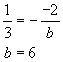 1/3 = - -2/b
b = 6